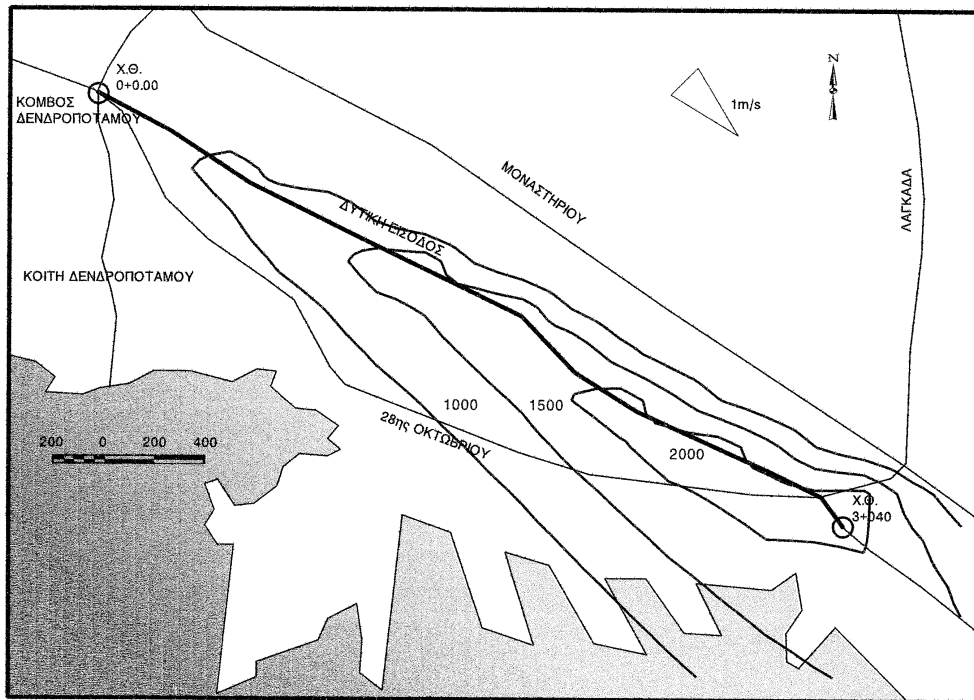 Χ.Θ.
0+0.00
ΚΟΜΒΟΣ
ΔΕΝΔΡΟΠΟΤΑΜΟΥ
N
1m/s
ΜΟΝΑΣΤΗΡΙΟΥ
ΛΑΓΚΑΔΑ
ΔΥΤΙΚΗ ΕΙΣΟΔΟΣ
ΚΟΙΤΗ ΔΕΝΔΡΟΠΟΤΑΜΟΥ
1000
1500
28ης ΟΚΤΩΒΡΙΟΥ
200 0 200 400
2000
Χ.Θ.
3+040